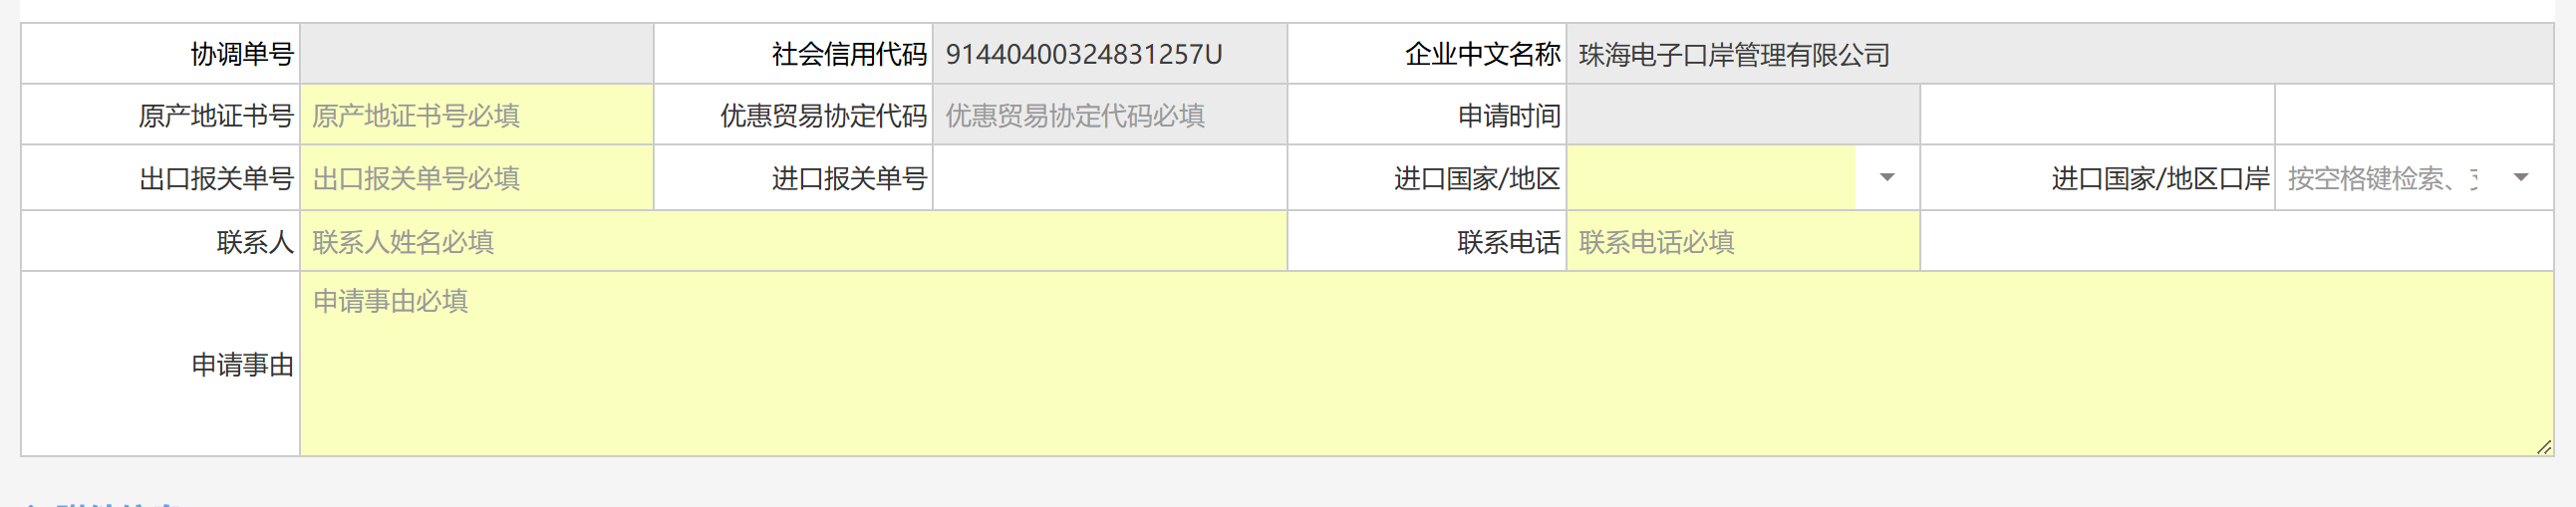 协调单号 社会信用代码 91440400324831257U 企业中文名称 珠海电子口岸管理有限公司
原产地证书号 原产地证书号必填 优惠贸易协定代码 优惠贸易协定代码必填 申请时间
出口报关单号 出口报关单号必填 进口报关单号 进口国家/地区 进口国家/地区口岸 按空格键检索、
联系人 联系人姓名必填 联系电话 联系电话必填
申请事由 申请事由必填